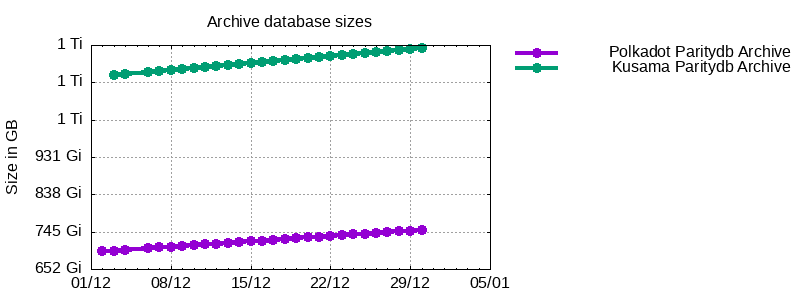 Archive database sizes
1 Ti
1 Ti
1 Ti
931 Gi
838 Gi
745 Gi
652 Gi
Size in GB
01/12 08/12 15/12 22/12 29/12 05/01
Polkadot Paritydb Archive
Kusama Paritydb Archive